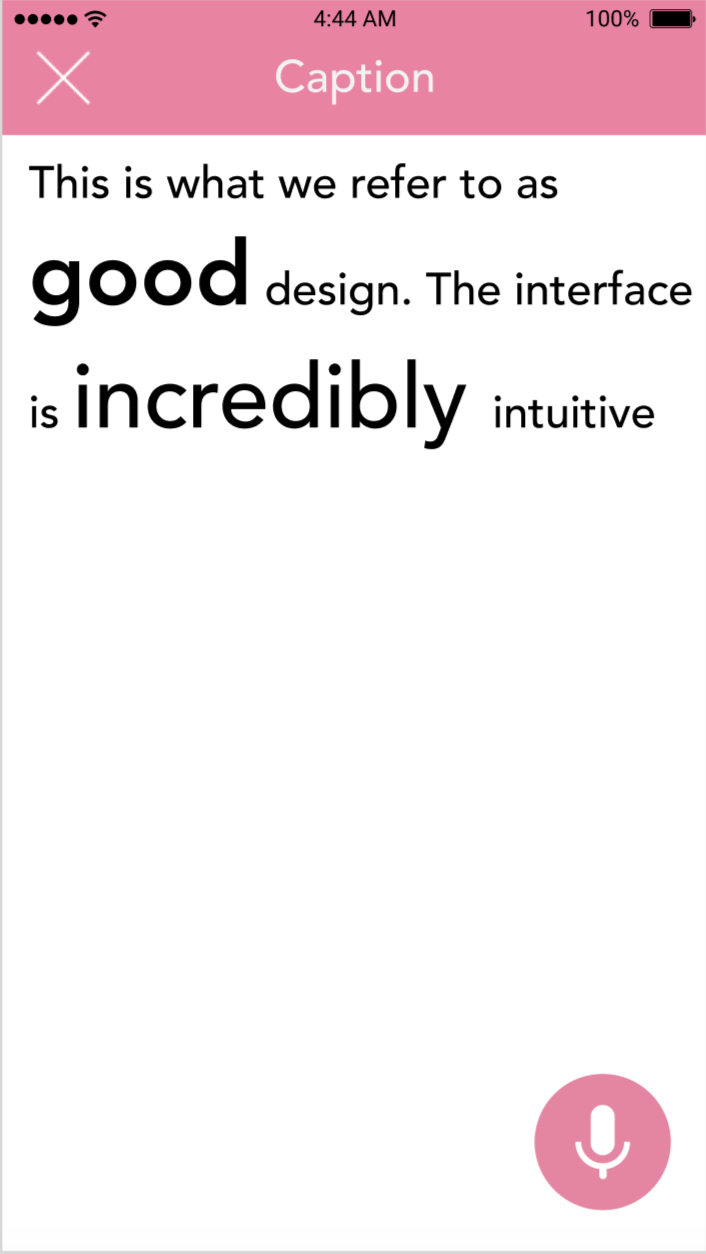 4:44 AM 100%
Caption
This is what we refer to as
good design. The interface
is incredibly intuitive